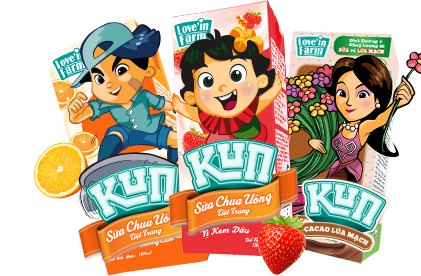 Love'in
Farm
KUN
Sữa Chua Uống
Tiệt Trùng
Love'in
Farm
KUN
Sữa Chua Uống
Tiệt Trùng
Kem Dâu
Love'in
Farm
Dinh Dưỡng &
Năng Lượng từ
SỮA và LÚA MẠCH
KUN
CACAO LÚA MẠCH